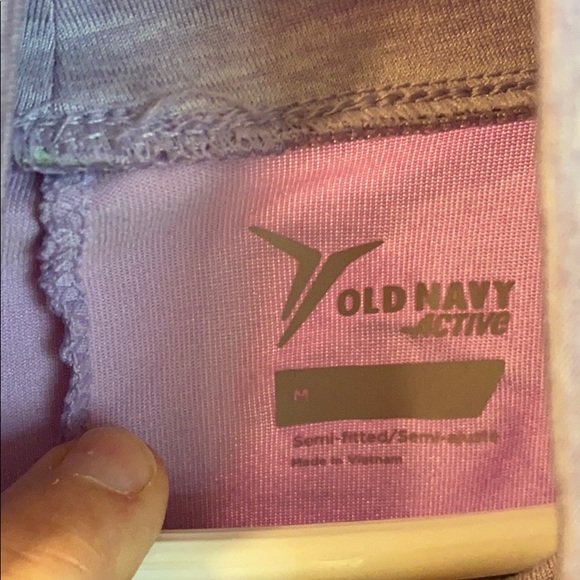 OLD NAVY
ACTIVE
M
Semi-fitted/Semi-ajusté
Made in Vietnam